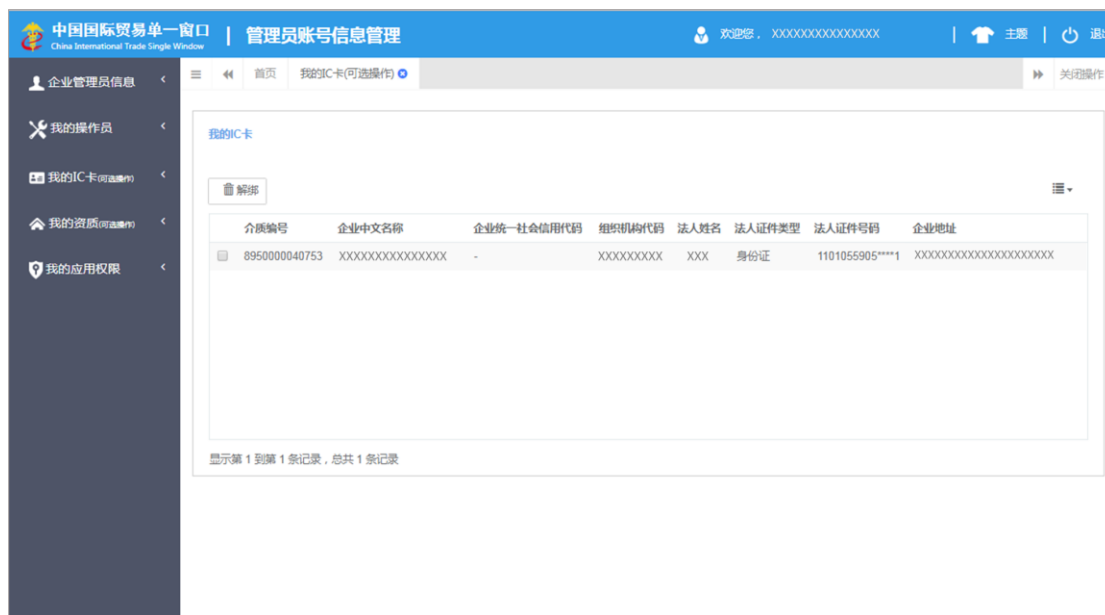 中国国际贸易单一窗口 | 管理员账号信息管理 欢迎您， XXXXXXXXXXXXXX | 主题 |
China International Trade Single Window
企业管理员信息
首页 我的IC卡(可选操作) 关闭操作
我的操作员
我的IC卡
我的IC卡(可选操作)
解绑
我的资质(可选操作)
介质编号 企业中文名称 企业统一社会信用代码 组织机构代码 法人姓名 法人证件类型 法人证件号码 企业地址
8950000040753 XXXXXXXXXXXXXXX - XXXXXXXXX XXX 身份证 1101055905****1 XXXXXXXXXXXXXXXXXXXXX
我的应用权限
显示第 1 到第 1 条记录，总共 1 条记录